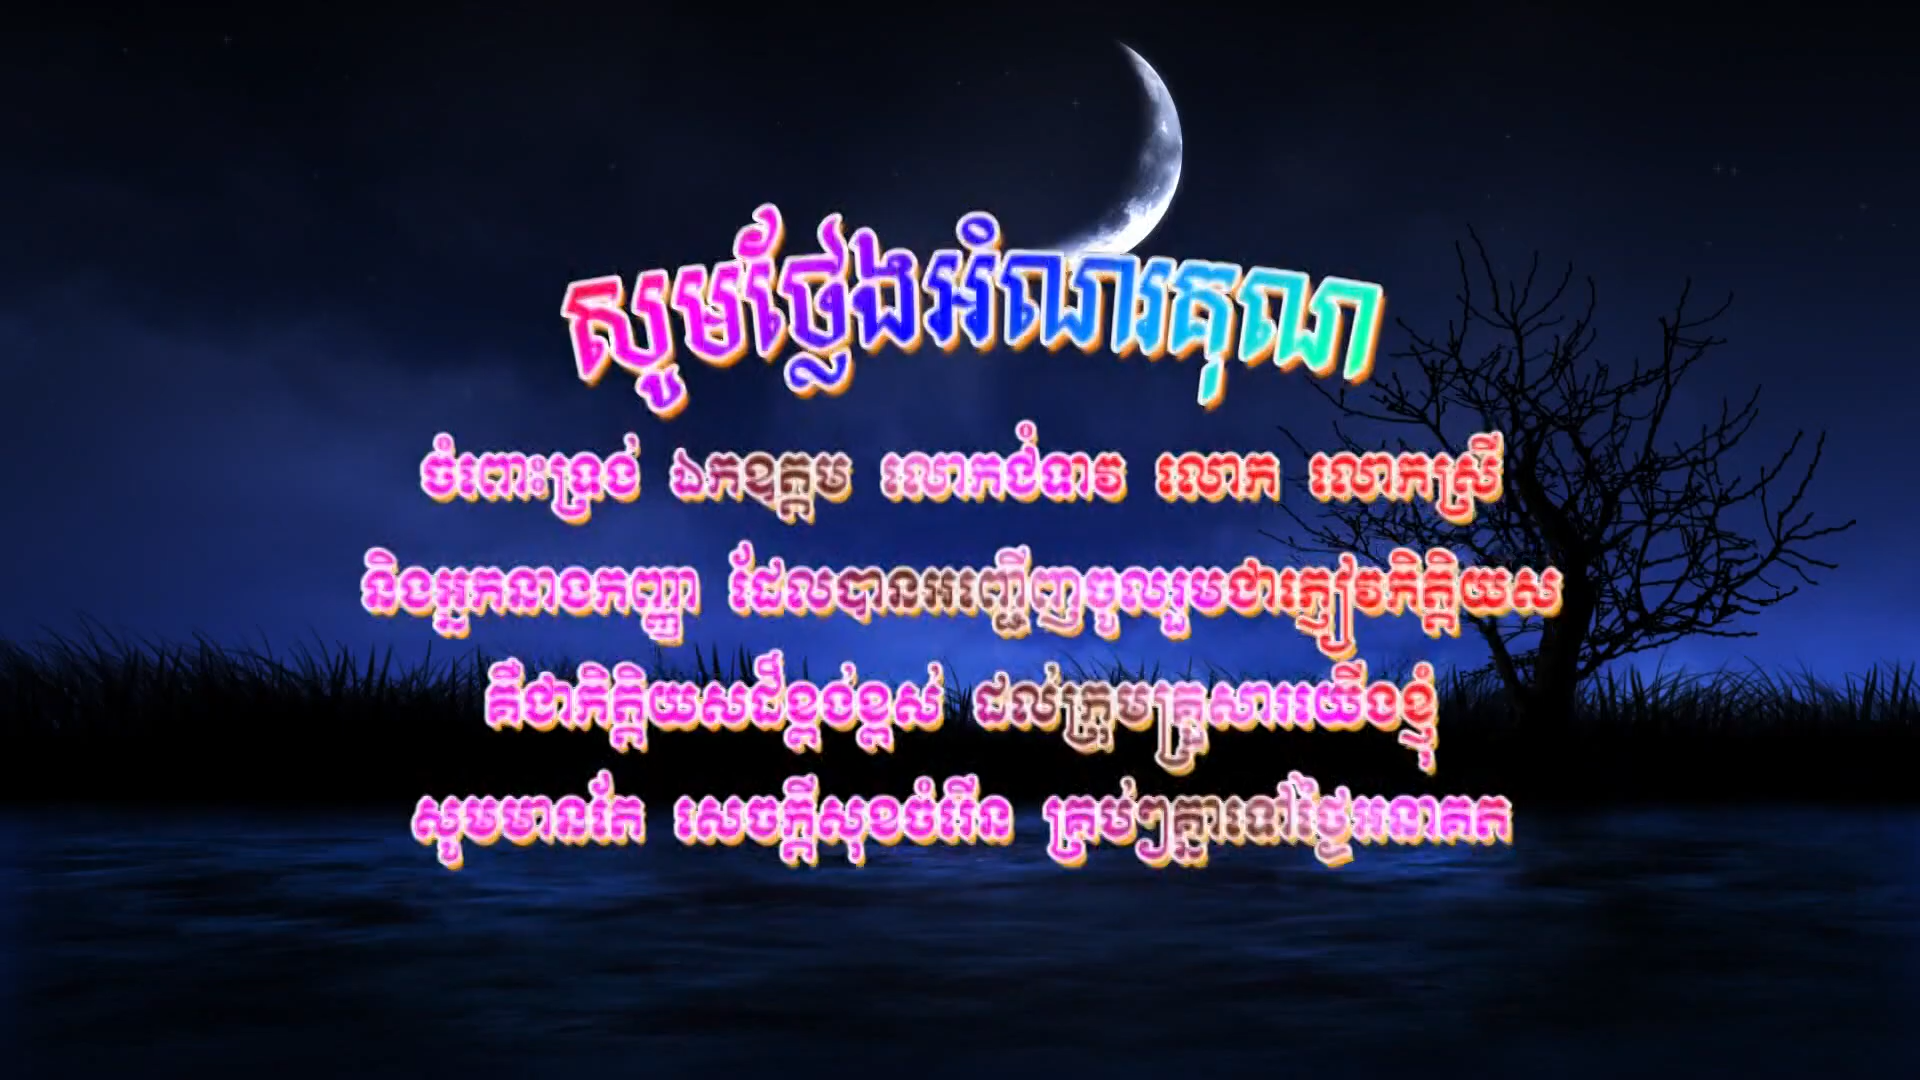 សូមថ្លែងអំណរគុណ
ចំពោះទ្រង់ ឯកឧត្តម លោកជំទាវ លោក លោកស្រី
និងអ្នកនាងកញ្ញា ដែលបានអញ្ជើញចូលរួមជាភ្ញៀវកិត្តិយស
គឺជាកិត្តិយសដ៏ខ្ពង់ខ្ពស់ ដល់ក្រុមគ្រួសារយើងខ្ញុំ
សូមមានតែ សេចក្តីសុខចំរើន គ្រប់ៗគ្នារទៅថ្ងៃអនាគត